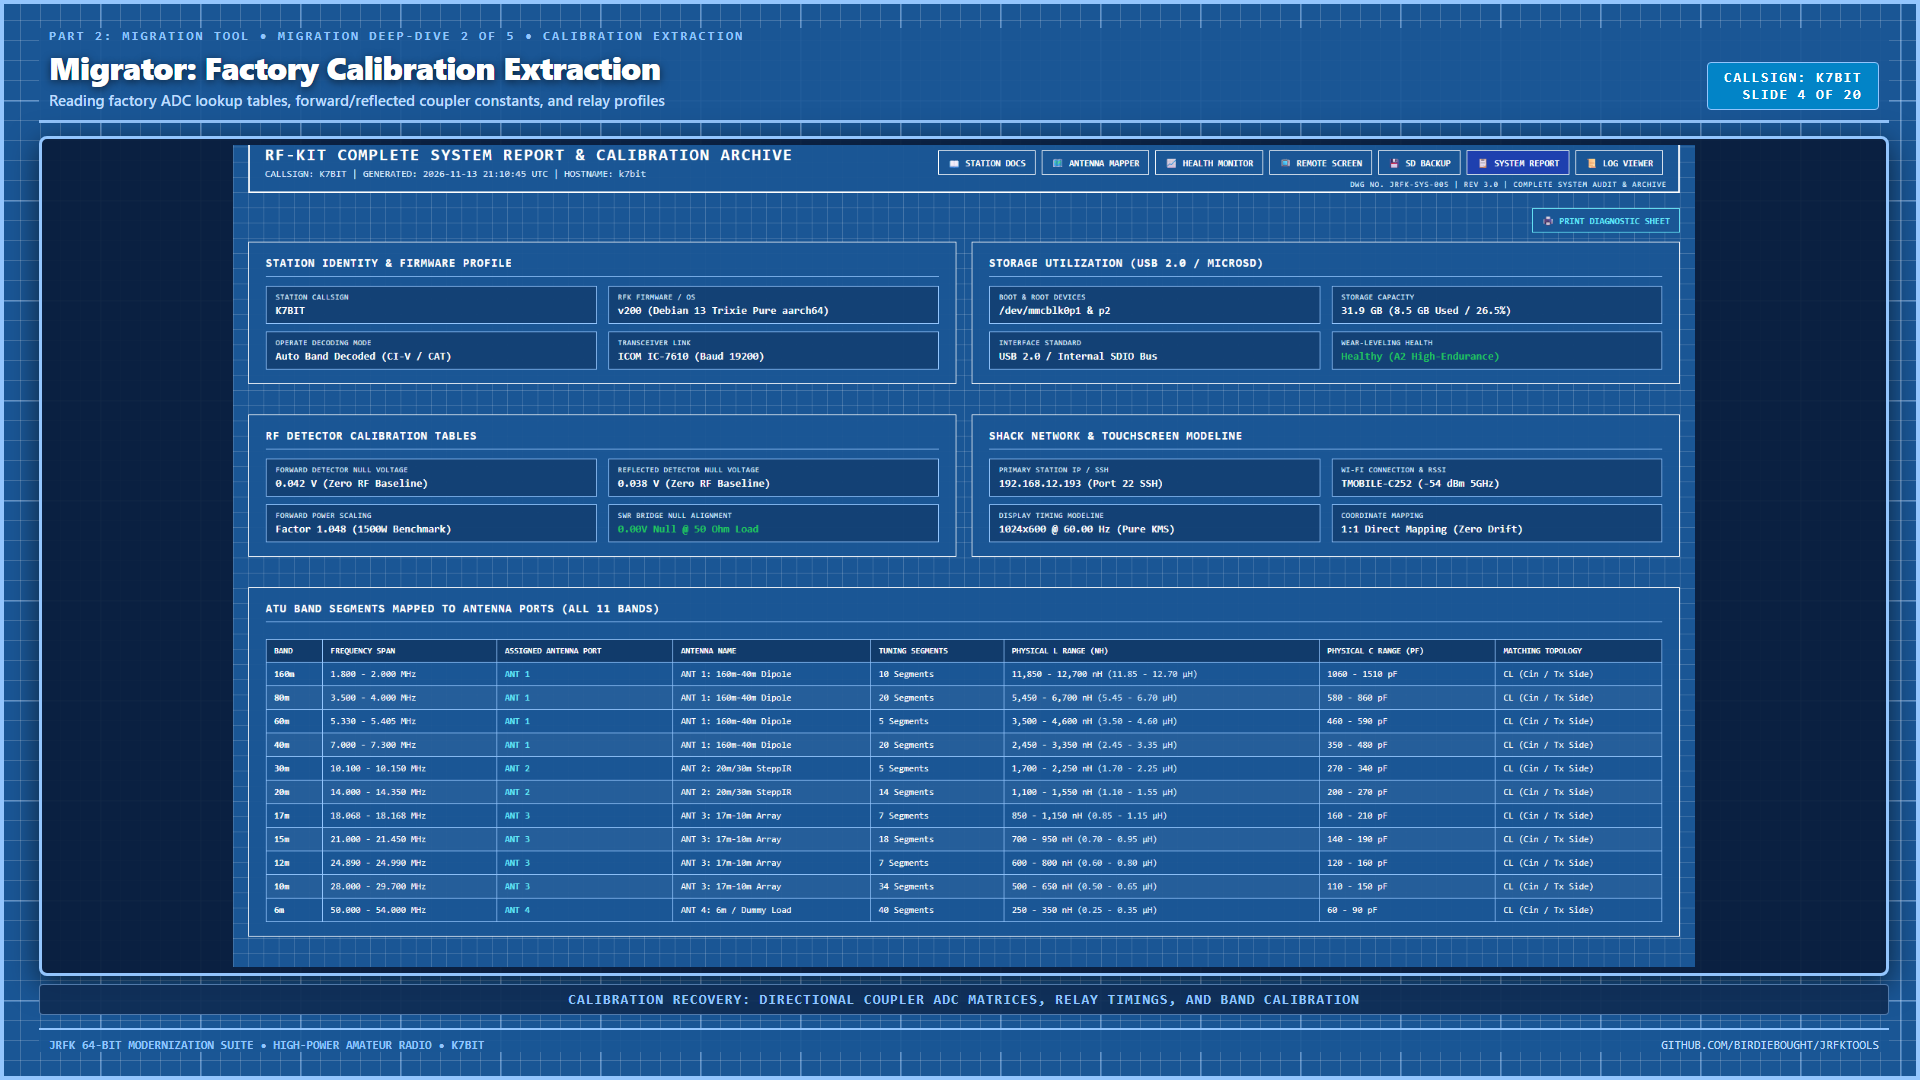 PART 2: MIGRATION TOOL • MIGRATION DEEP-DIVE 2 OF 5 • CALIBRATION EXTRACTION
Migrator: Factory Calibration Extraction
Reading factory ADC lookup tables, forward/reflected coupler constants, and relay profiles
CALLSIGN: K7BIT
SLIDE 4 OF 20
RF-KIT COMPLETE SYSTEM REPORT & CALIBRATION ARCHIVE
CALLSIGN: K7BIT | GENERATED: 2026-11-13 21:10:45 UTC | HOSTNAME: k7bit
STATION DOCS
ANTENNA MAPPER
HEALTH MONITOR
REMOTE SCREEN
SD BACKUP
SYSTEM REPORT
LOG VIEWER
DWG NO. JRFK-SYS-005 | REV 3.0 | COMPLETE SYSTEM AUDIT & ARCHIVE
PRINT DIAGNOSTIC SHEET
STATION IDENTITY & FIRMWARE PROFILE
STATION CALLSIGN
K7BIT
RFK FIRMWARE / OS
v200 (Debian 13 Trixie Pure aarch64)
OPERATE DECODING MODE
Auto Band Decoded (CI-V / CAT)
TRANSCEIVER LINK
ICOM IC-7610 (Baud 19200)
STORAGE UTILIZATION (USB 2.0 / MICROSD)
BOOT & ROOT DEVICES
/dev/mmcblk0p1 & p2
STORAGE CAPACITY
31.9 GB (8.5 GB Used / 26.5%)
INTERFACE STANDARD
USB 2.0 / Internal SDIO Bus
WEAR-LEVELING HEALTH
Healthy (A2 High-Endurance)
RF DETECTOR CALIBRATION TABLES
FORWARD DETECTOR NULL VOLTAGE
0.042 V (Zero RF Baseline)
REFLECTED DETECTOR NULL VOLTAGE
0.038 V (Zero RF Baseline)
FORWARD POWER SCALING
Factor 1.048 (1500W Benchmark)
SWR BRIDGE NULL ALIGNMENT
0.00V Null @ 50 Ohm Load
SHACK NETWORK & TOUCHSCREEN MODELINE
PRIMARY STATION IP / SSH
192.168.12.193 (Port 22 SSH)
WI-FI CONNECTION & RSSI
TMOBILE-C252 (-54 dBm 5GHz)
DISPLAY TIMING MODELINE
1024x600 @ 60.00 Hz (Pure KMS)
COORDINATE MAPPING
1:1 Direct Mapping (Zero Drift)
ATU BAND SEGMENTS MAPPED TO ANTENNA PORTS (ALL 11 BANDS)
BAND FREQUENCY SPAN ASSIGNED ANTENNA PORT ANTENNA NAME TUNING SEGMENTS PHYSICAL L RANGE (NH) PHYSICAL C RANGE (PF) MATCHING TOPOLOGY
160m 1.800 - 2.000 MHz ANT 1 ANT 1: 160m-40m Dipole 10 Segments 11,850 - 12,700 nH (11.85 - 12.70 µH) 1060 - 1510 pF CL (Cin / Tx Side)
80m 3.500 - 4.000 MHz ANT 1 ANT 1: 160m-40m Dipole 20 Segments 5,450 - 6,700 nH (5.45 - 6.70 µH) 580 - 860 pF CL (Cin / Tx Side)
60m 5.330 - 5.405 MHz ANT 1 ANT 1: 160m-40m Dipole 5 Segments 3,500 - 4,600 nH (3.50 - 4.60 µH) 460 - 590 pF CL (Cin / Tx Side)
40m 7.000 - 7.300 MHz ANT 1 ANT 1: 160m-40m Dipole 20 Segments 2,450 - 3,350 nH (2.45 - 3.35 µH) 350 - 480 pF CL (Cin / Tx Side)
30m 10.100 - 10.150 MHz ANT 2 ANT 2: 20m/30m SteppIR 5 Segments 1,700 - 2,250 nH (1.70 - 2.25 µH) 270 - 340 pF CL (Cin / Tx Side)
20m 14.000 - 14.350 MHz ANT 2 ANT 2: 20m/30m SteppIR 14 Segments 1,100 - 1,550 nH (1.10 - 1.55 µH) 200 - 270 pF CL (Cin / Tx Side)
17m 18.068 - 18.168 MHz ANT 3 ANT 3: 17m-10m Array 7 Segments 850 - 1,150 nH (0.85 - 1.15 µH) 160 - 210 pF CL (Cin / Tx Side)
15m 21.000 - 21.450 MHz ANT 3 ANT 3: 17m-10m Array 18 Segments 700 - 950 nH (0.70 - 0.95 µH) 140 - 190 pF CL (Cin / Tx Side)
12m 24.890 - 24.990 MHz ANT 3 ANT 3: 17m-10m Array 7 Segments 600 - 800 nH (0.60 - 0.80 µH) 120 - 160 pF CL (Cin / Tx Side)
10m 28.000 - 29.700 MHz ANT 3 ANT 3: 17m-10m Array 34 Segments 500 - 650 nH (0.50 - 0.65 µH) 110 - 150 pF CL (Cin / Tx Side)
6m 50.000 - 54.000 MHz ANT 4 ANT 4: 6m / Dummy Load 40 Segments 250 - 350 nH (0.25 - 0.35 µH) 60 - 90 pF CL (Cin / Tx Side)
CALIBRATION RECOVERY: DIRECTIONAL COUPLER ADC MATRICES, RELAY TIMINGS, AND BAND CALIBRATION
JRFK 64-BIT MODERNIZATION SUITE • HIGH-POWER AMATEUR RADIO • K7BIT
GITHUB.COM/BIRDIEBOUGHT/JRFKTOOLS